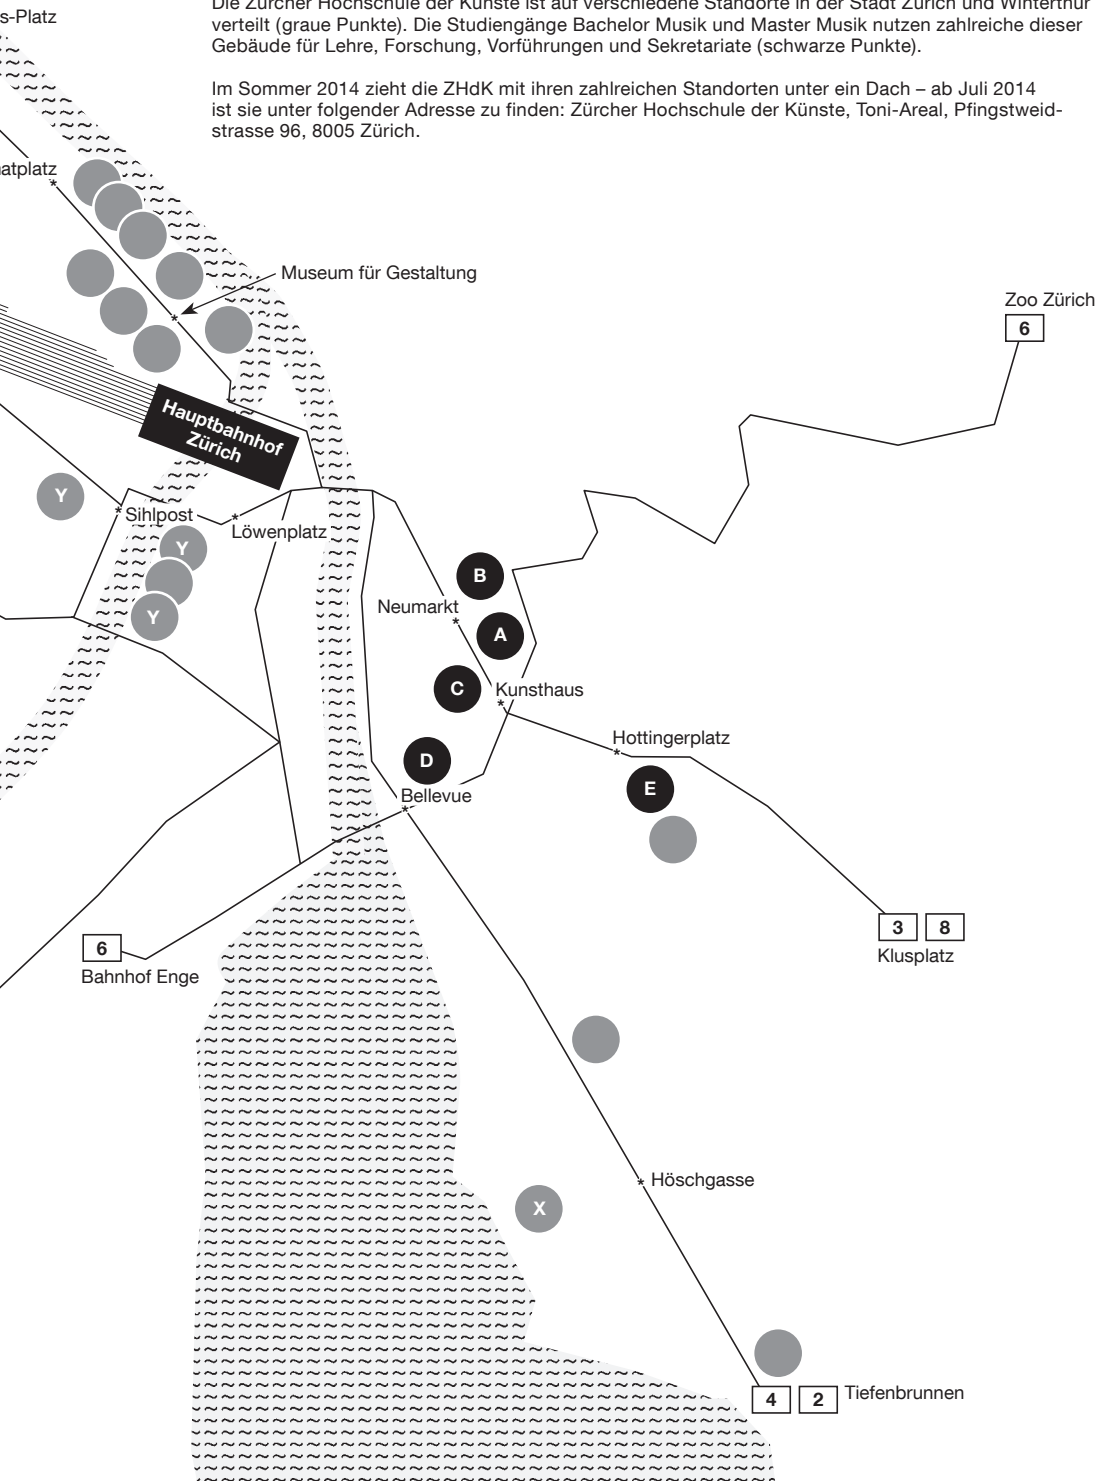 s-Platz
Die Zürcher Hochschule der Künste ist auf verschiedene Standorte in der Stadt Zürich und Winterthur
verteilt (graue Punkte). Die Studiengänge Bachelor Musik und Master Musik nutzen zahlreiche dieser
Gebäude für Lehre, Forschung, Vorführungen und Sekretariate (schwarze Punkte).
Im Sommer 2014 zieht die ZHdK mit ihren zahlreichen Standorten unter ein Dach – ab Juli 2014
ist sie unter folgender Adresse zu finden: Zürcher Hochschule der Künste, Toni-Areal, Pfingstweid-
strasse 96, 8005 Zürich.
atplatz
Museum für Gestaltung
Zoo Zürich
6
Hauptbahnhof
Zürich
Y
Sihlpost
Löwenplatz
Y
Y
B
Neumarkt
A
C
Kunsthaus
Hottingerplatz
D
E
Bellevue
3 8
Klusplatz
6
Bahnhof Enge
Höschgasse
X
4 2 Tiefenbrunnen